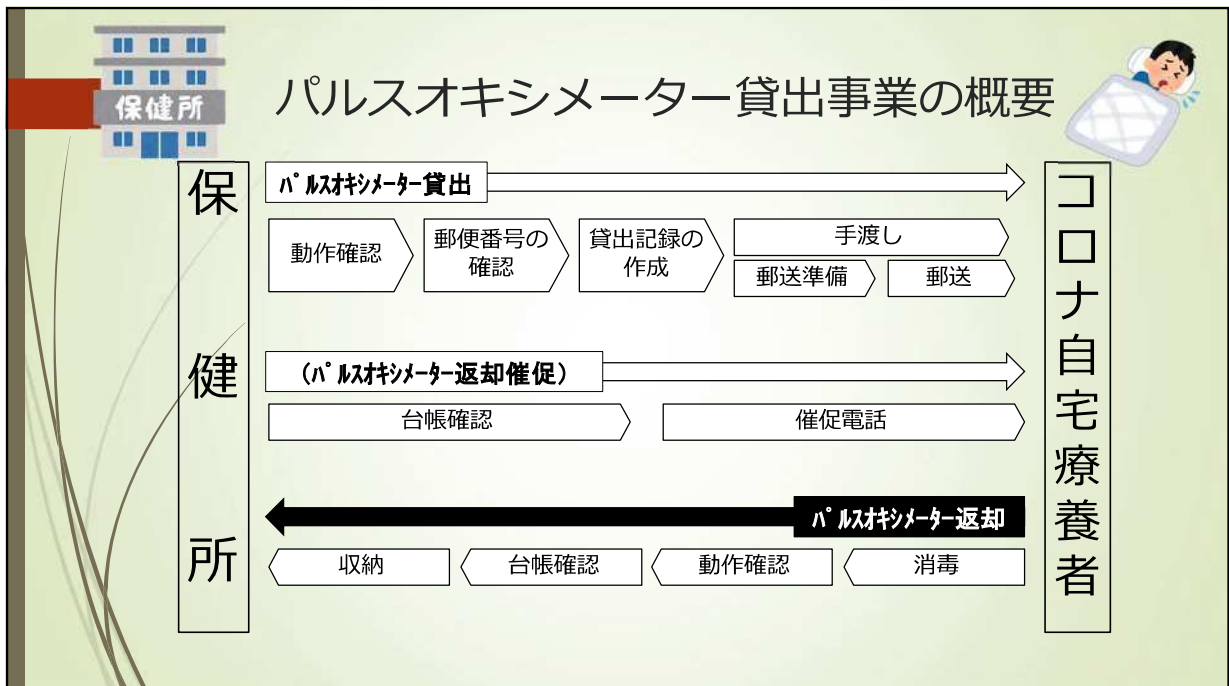 保健所
パルスオキシメーター貸出事業の概要
保健所
ﾊﾟﾙｽｵｷｼﾒｰﾀｰ貸出
動作確認
郵便番号の
確認
貸出記録の
作成
手渡し
郵送準備
郵送
(ﾊﾟﾙｽｵｷｼﾒｰﾀｰ返却催促)
台帳確認
催促電話
ﾊﾟﾙｽｵｷｼﾒｰﾀｰ返却
収納
台帳確認
動作確認
消毒
コロナ自宅療養者